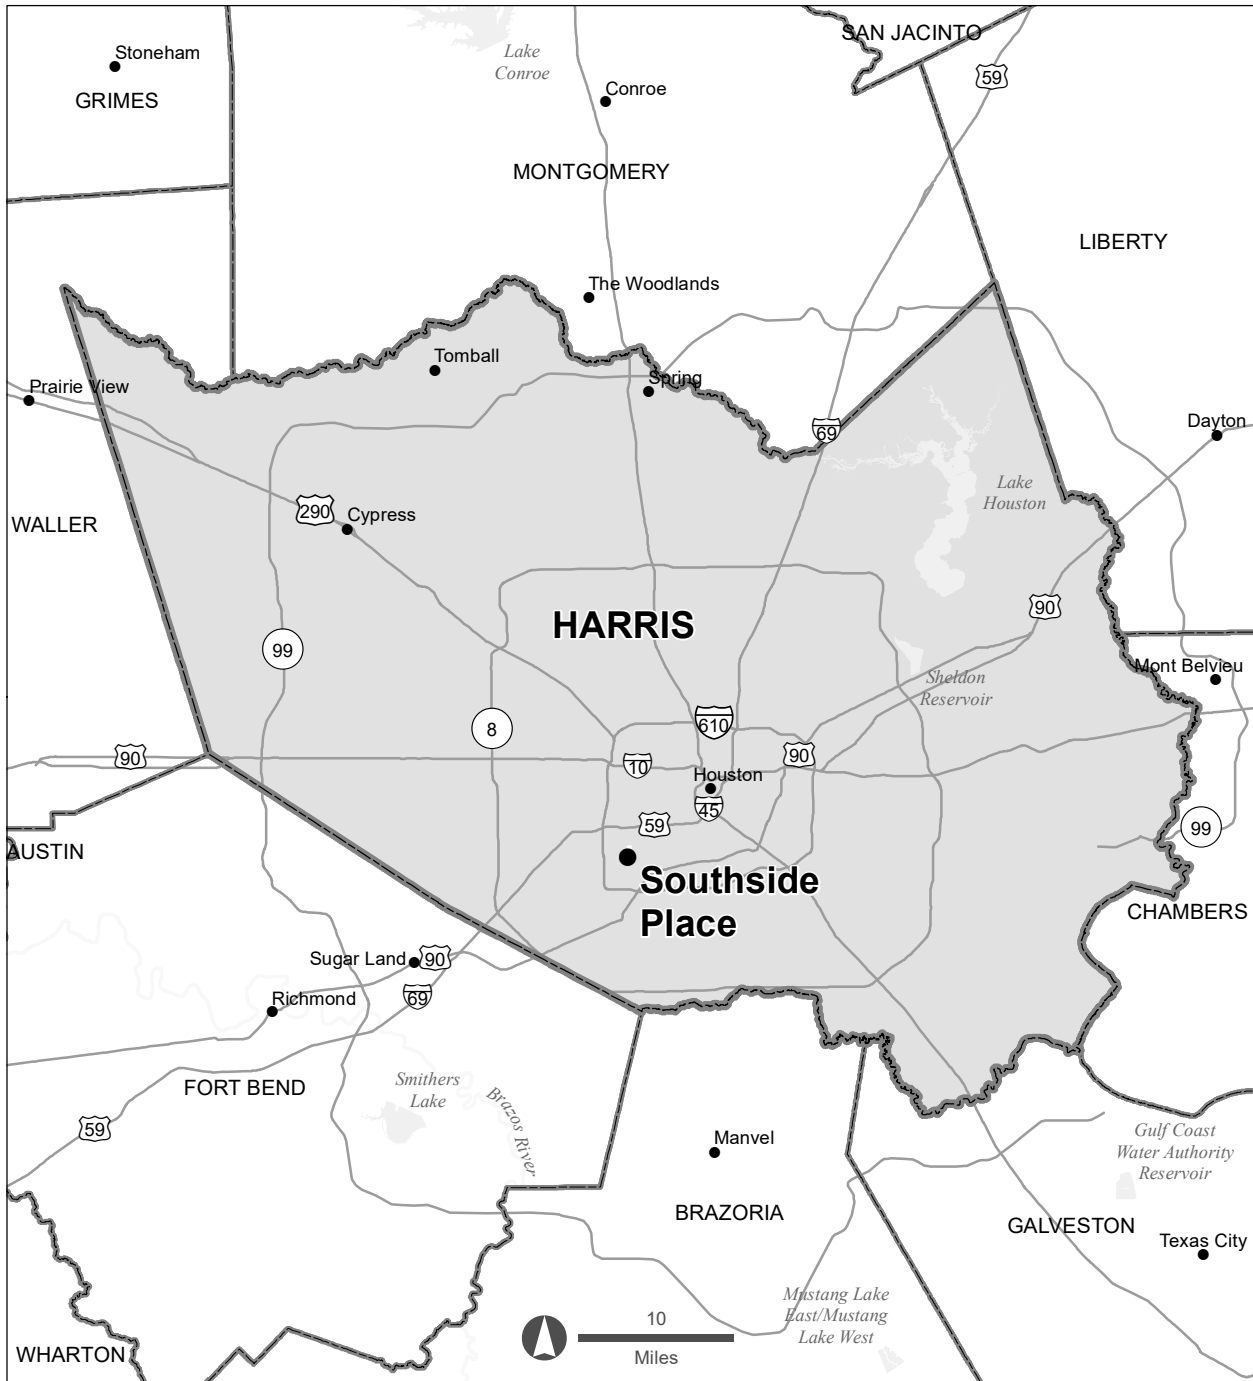 SAN JACINTO
Stoneham
Lake
Conroe
59
GRIMES
Conroe
MONTGOMERY
LIBERTY
The Woodlands
Tomball
Spring
Prairie View
Dayton
69
Lake
Houston
290
Cypress
WALLER
90
HARRIS
99
Mont Belvieu
Sheldon
Reservoir
610
8
90
90
10
Houston
45
59
99
AUSTIN
Southside
Place
CHAMBERS
Sugar Land
90
69
Richmond
FORT BEND
Smithers
Lake
Brazos River
59
Manvel
Gulf Coast
Water Authority
Reservoir
BRAZORIA
GALVESTON
Texas City
Mustang Lake
East/Mustang
Lake West
10
Miles
WHARTON